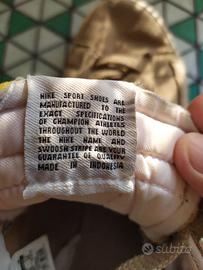 NIKE SPORT SHOES ARE
MANUFACTURED TO THE
EXACT SPECIFICATIONS
OF CHAMPION ATHLETES
THROUGHOUT THE WORLD
THE NIKE NAME AND
SWOOSH STRIPE ARE YOUR
GUARANTEE OF QUALITY
MADE IN INDONESIA
subito